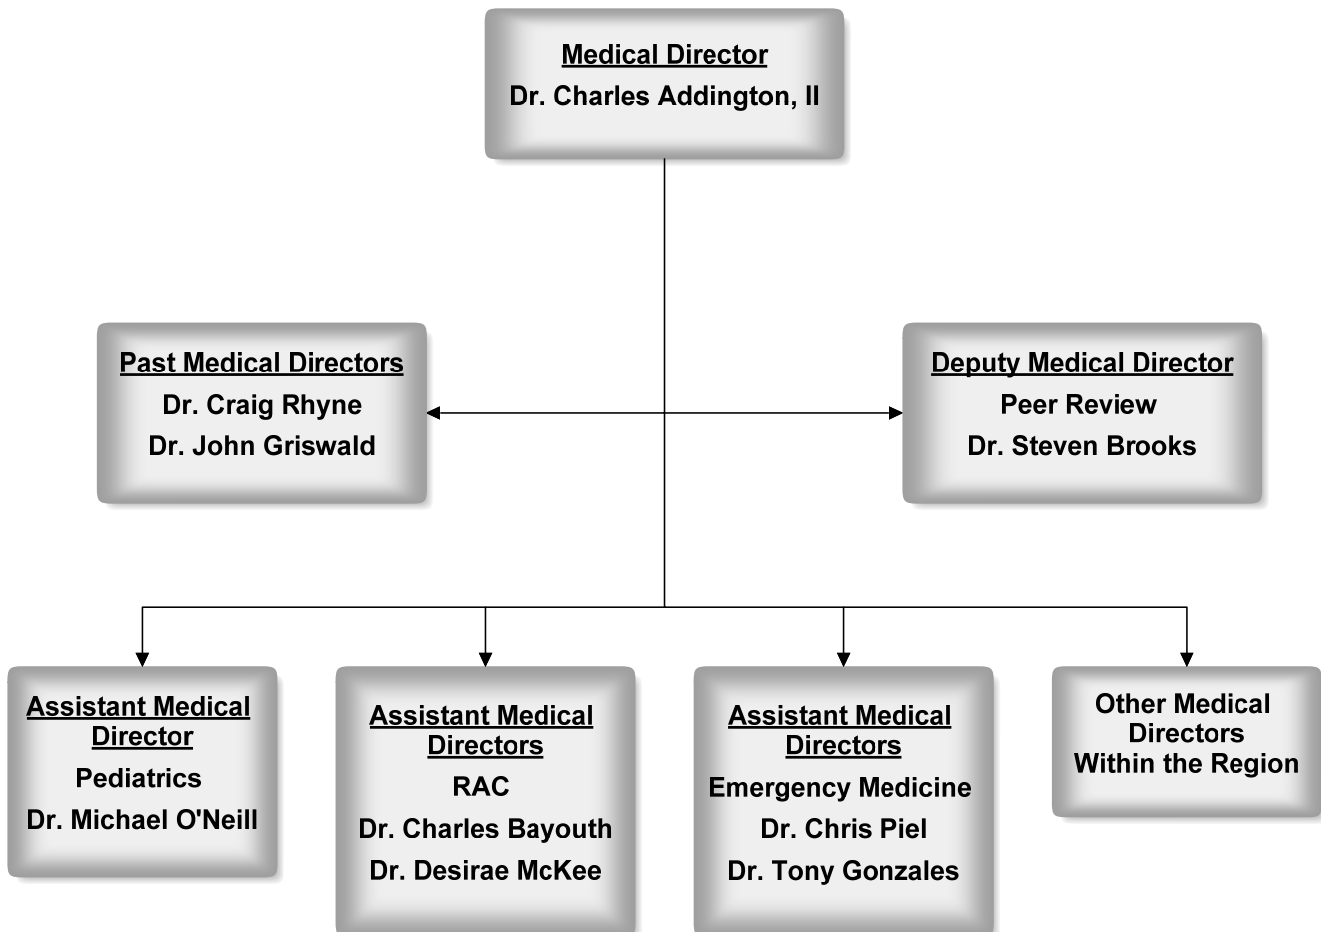 Medical Director
Dr. Charles Addington, II
Past Medical Directors
Dr. Craig Rhyne
Dr. John Griswald
Deputy Medical Director
Peer Review
Dr. Steven Brooks
Assistant Medical
Director
Pediatrics
Dr. Michael O'Neill
Assistant Medical
Directors
RAC
Dr. Charles Bayouth
Dr. Desirae McKee
Assistant Medical
Directors
Emergency Medicine
Dr. Chris Piel
Dr. Tony Gonzales
Other Medical
Directors
Within the Region